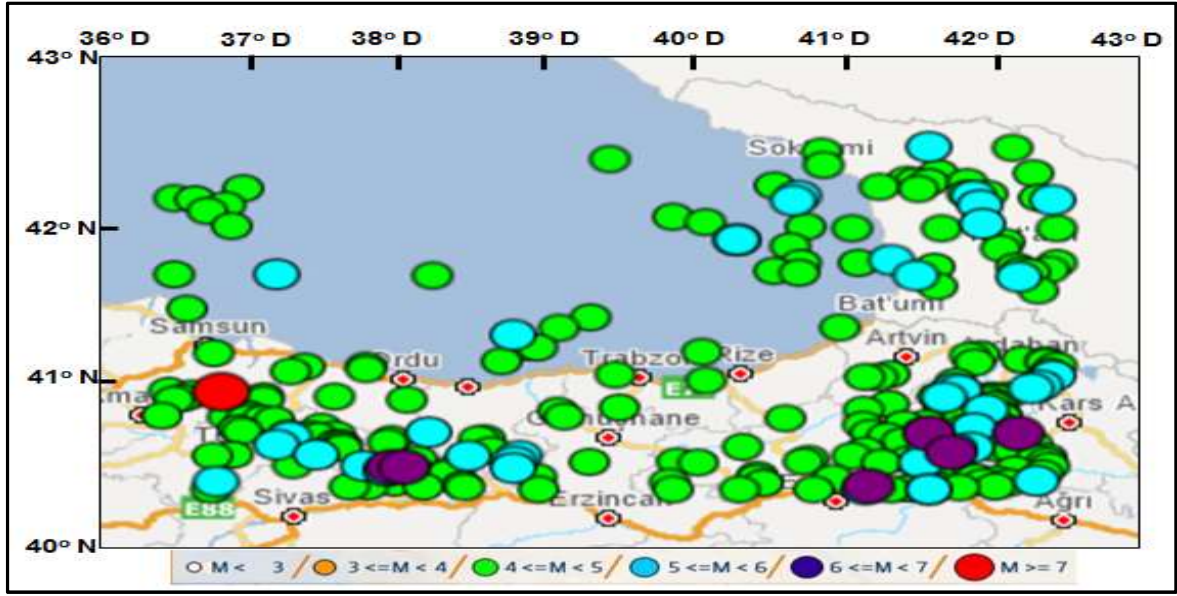 36° D 37° D 38° D 39° D 40° D 41° D 42° D 43° D
43° N
42° N
Bat'umi
Samsun
Artvin
Ordu
Rize
41° N
Kars A
Sivas
Erzincan
E88
Ağrı
40° N
M < 3 / 3 <=M < 4 / 4 <=M < 5 / 5 <=M < 6 / 6 <=M < 7 / M >= 7